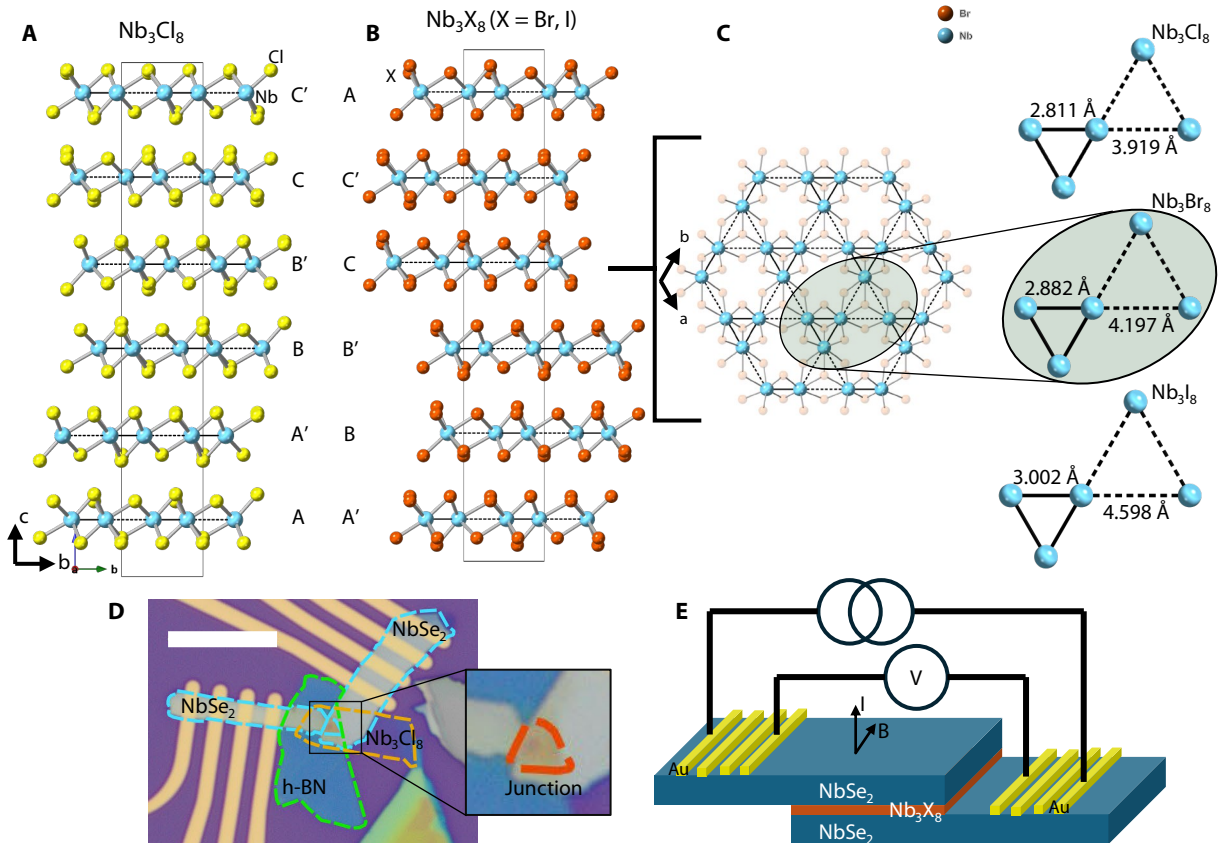 A
Nb₃Cl₈
Cl
Nb
C′
C
B′
B
A′
A
c
b
b
B
Nb₃X₈ (X = Br, I)
X
A
C′
C
B′
B
A′
C
Br
Nb
b
a
Nb₃Cl₈
2.811 Å
3.919 Å
Nb₃Br₈
2.882 Å
4.197 Å
Nb₃I₈
3.002 Å
4.598 Å
D
NbSe₂
NbSe₂
Nb₃Cl₈
h-BN
Junction
E
V
I
B
Au
NbSe₂
Nb₃X₈
Au
NbSe₂